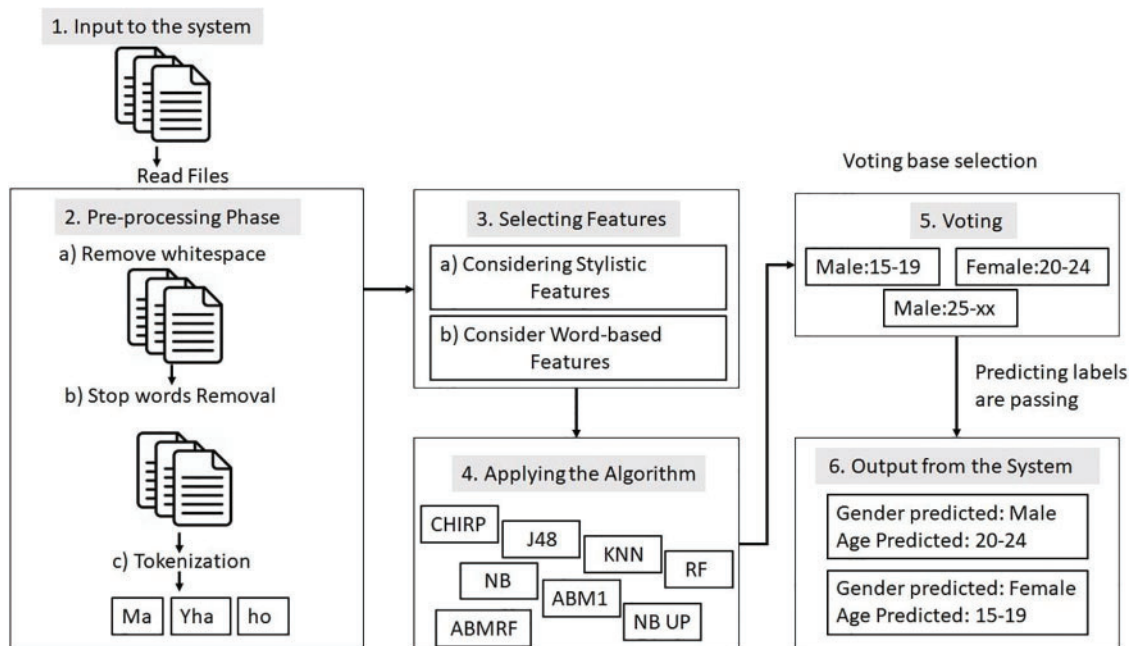 1. Input to the system
Read Files
2. Pre-processing Phase
a) Remove whitespace
b) Stop words Removal
c) Tokenization
Ma
Yha
ho
3. Selecting Features
a) Considering Stylistic
Features
b) Consider Word-based
Features
4. Applying the Algorithm
CHIRP
J48
KNN
RF
NB
ABM1
ABMRF
NB UP
Voting base selection
5. Voting
Male:15-19
Female:20-24
Male:25-xx
Predicting labels
are passing
6. Output from the System
Gender predicted: Male
Age Predicted: 20-24
Gender predicted: Female
Age Predicted: 15-19